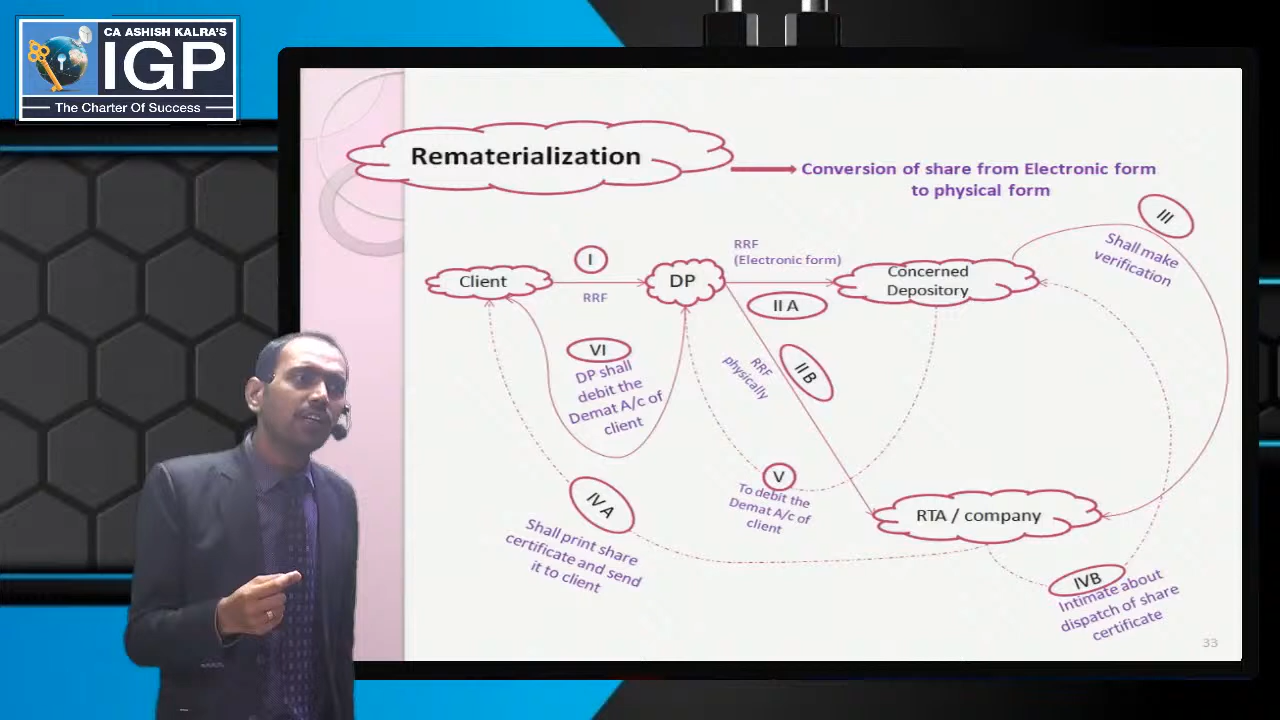 CA ASHISH KALRA'S
IGP
The Charter Of Success
Rematerialization
Conversion of share from Electronic form
to physical form
III
Shall make
verification
I
RRF
(Electronic form)
Client
DP
Concerned
Depository
RRF
II A
VI
DP shall
debit the
Demat A/c of
client
RRF
physically
II B
V
To debit the
Demat A/c of
client
IV A
Shall print share
certificate and send
it to client
RTA / company
IVB
Intimate about
dispatch of share
certificate
33